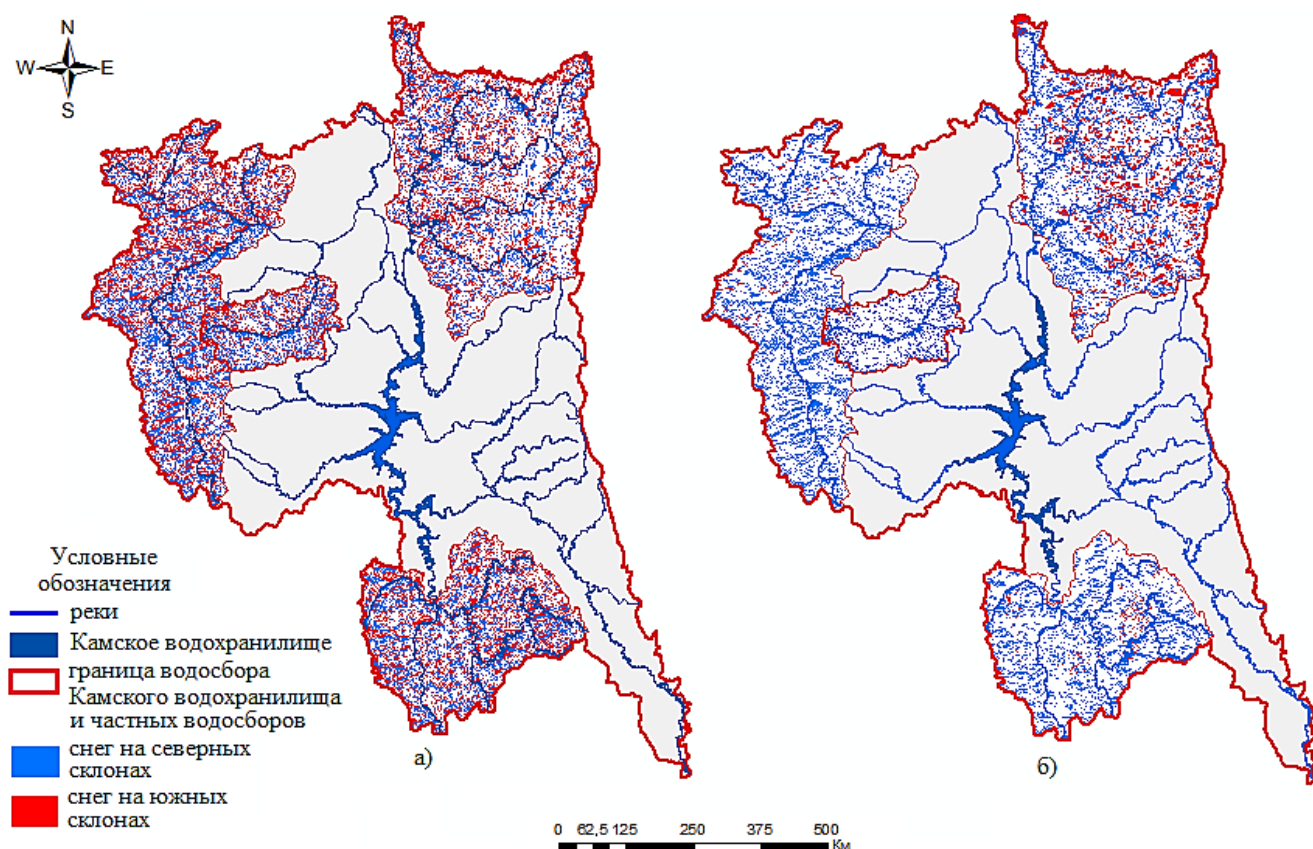 N
W E
S
Условные
обозначения
реки
Камское водохранилище
граница водосбора
Камского водохранилища
и частных водосборов
снег на северных
склонах
снег на южных
склонах
а)
б)
0 62,5 125 250 375 500
Км